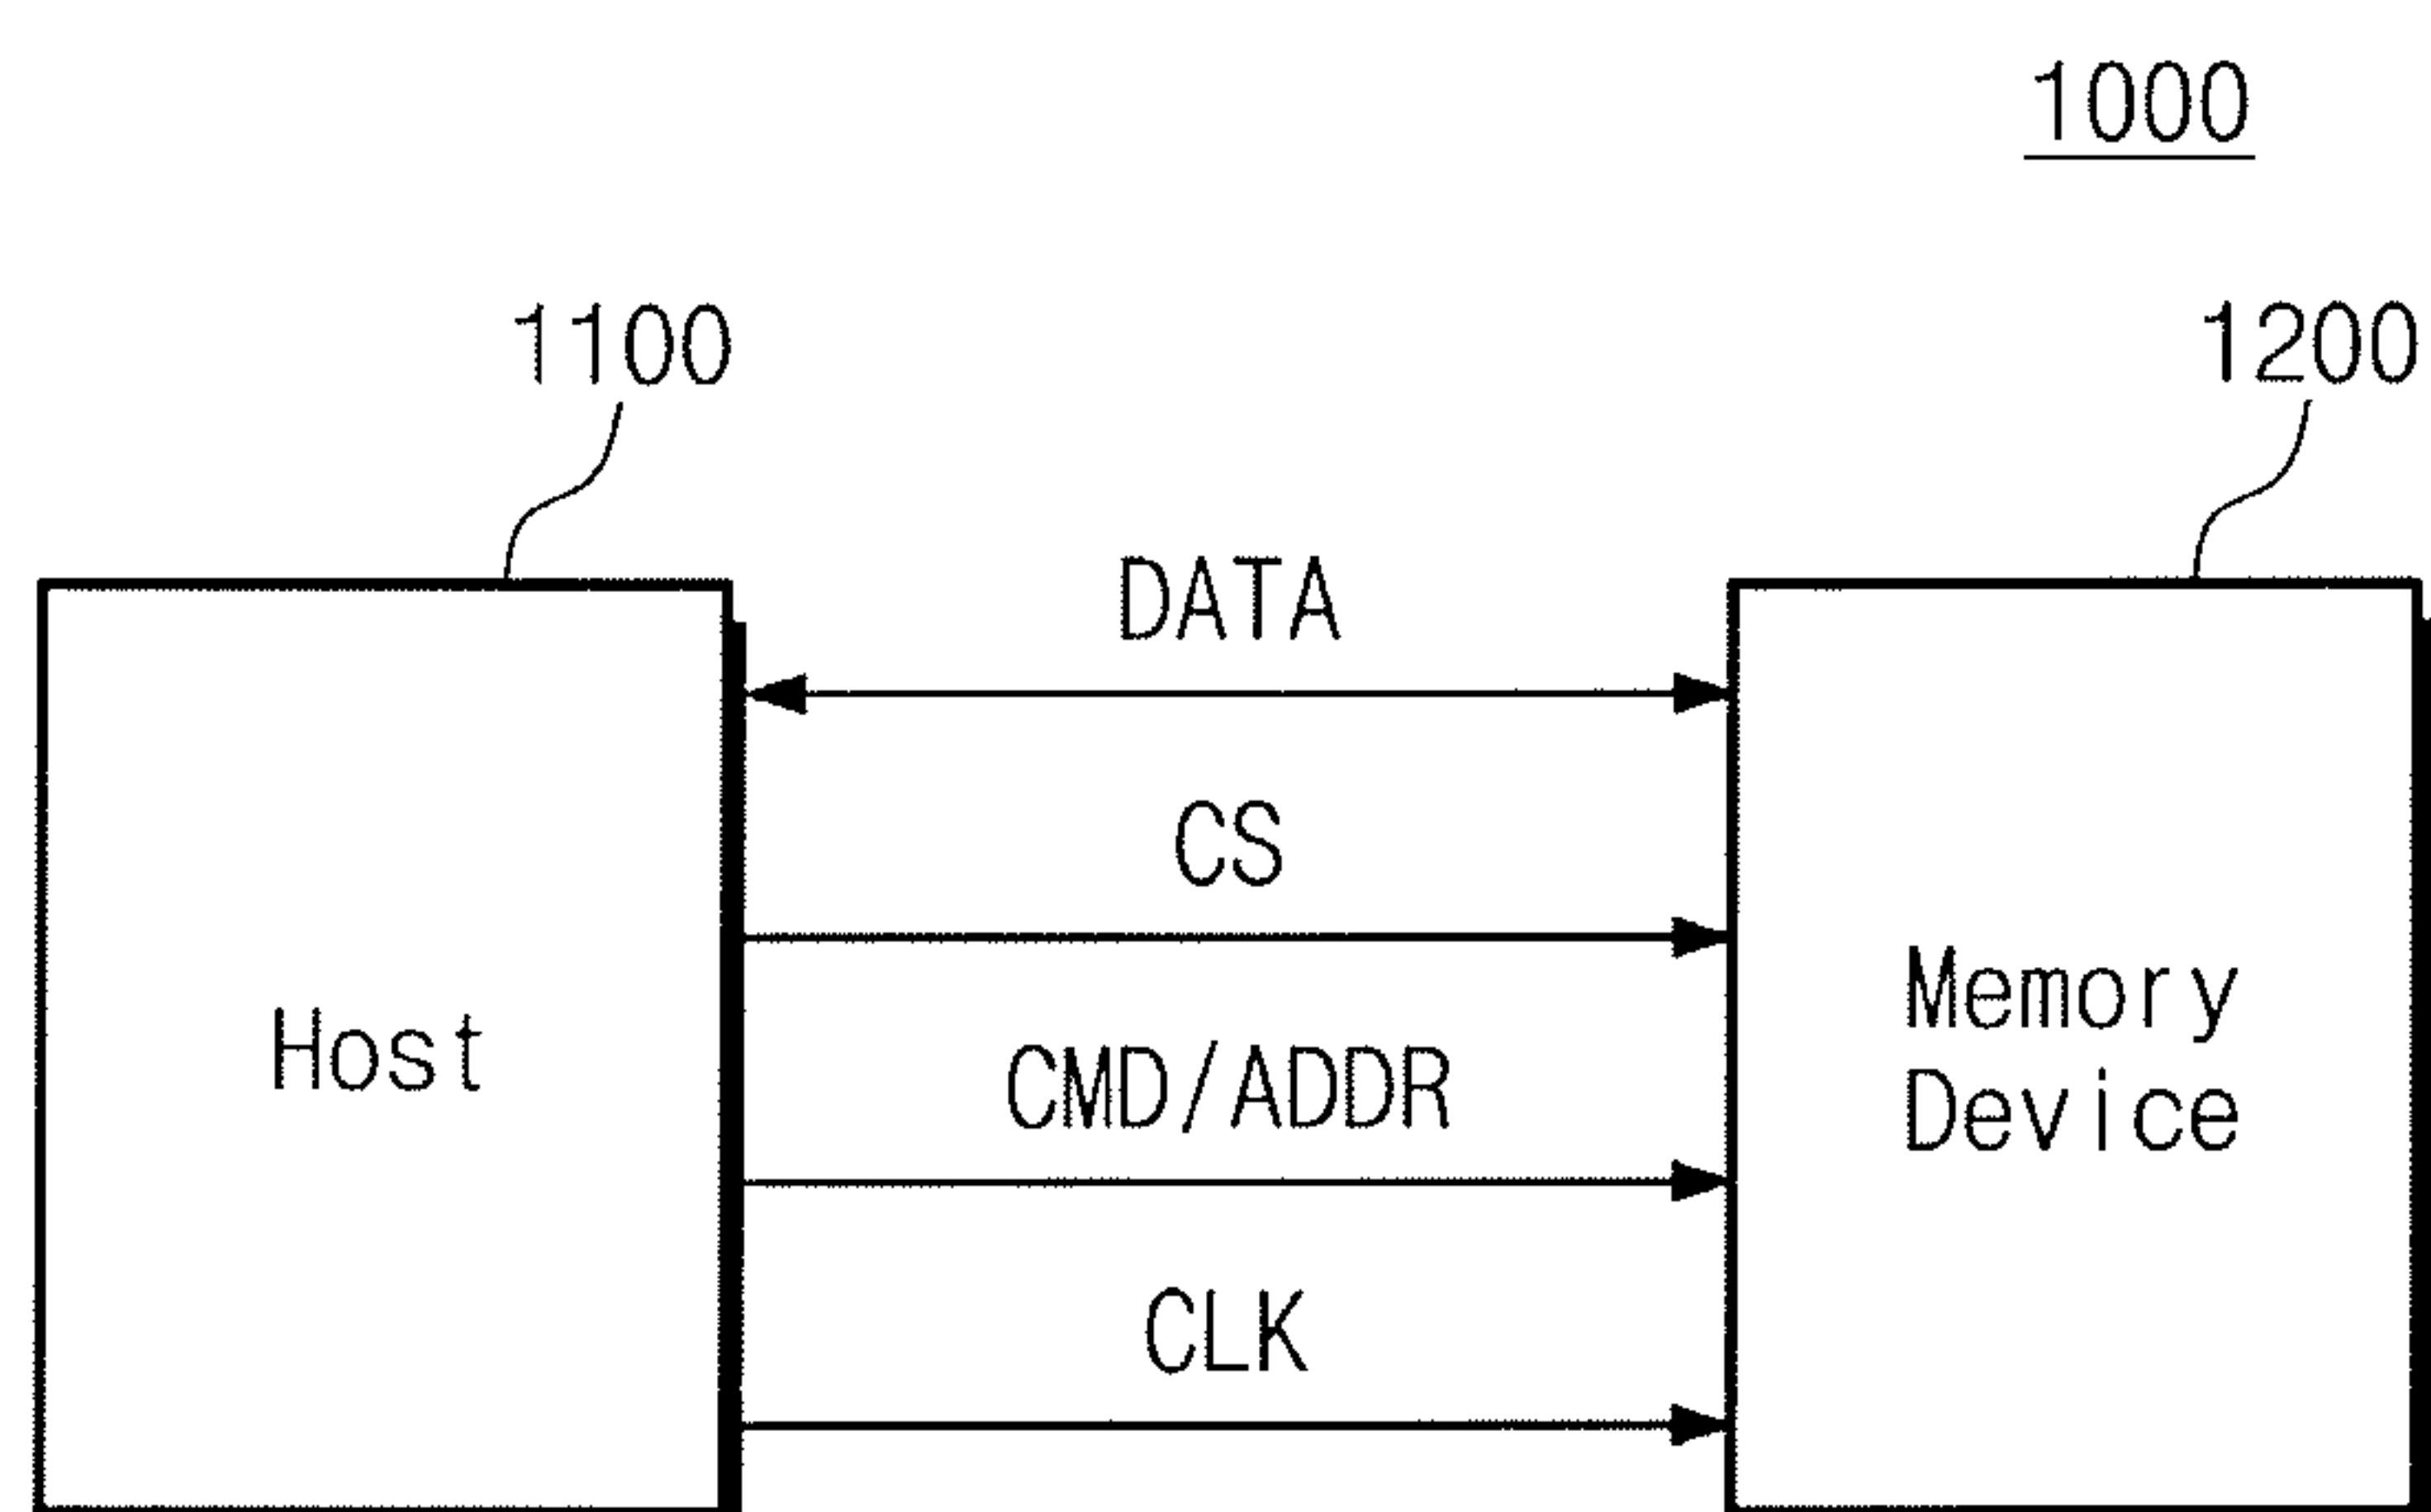 1000
1100
1200
DATA
CS
Host
CMD/ADDR
Memory
Device
CLK